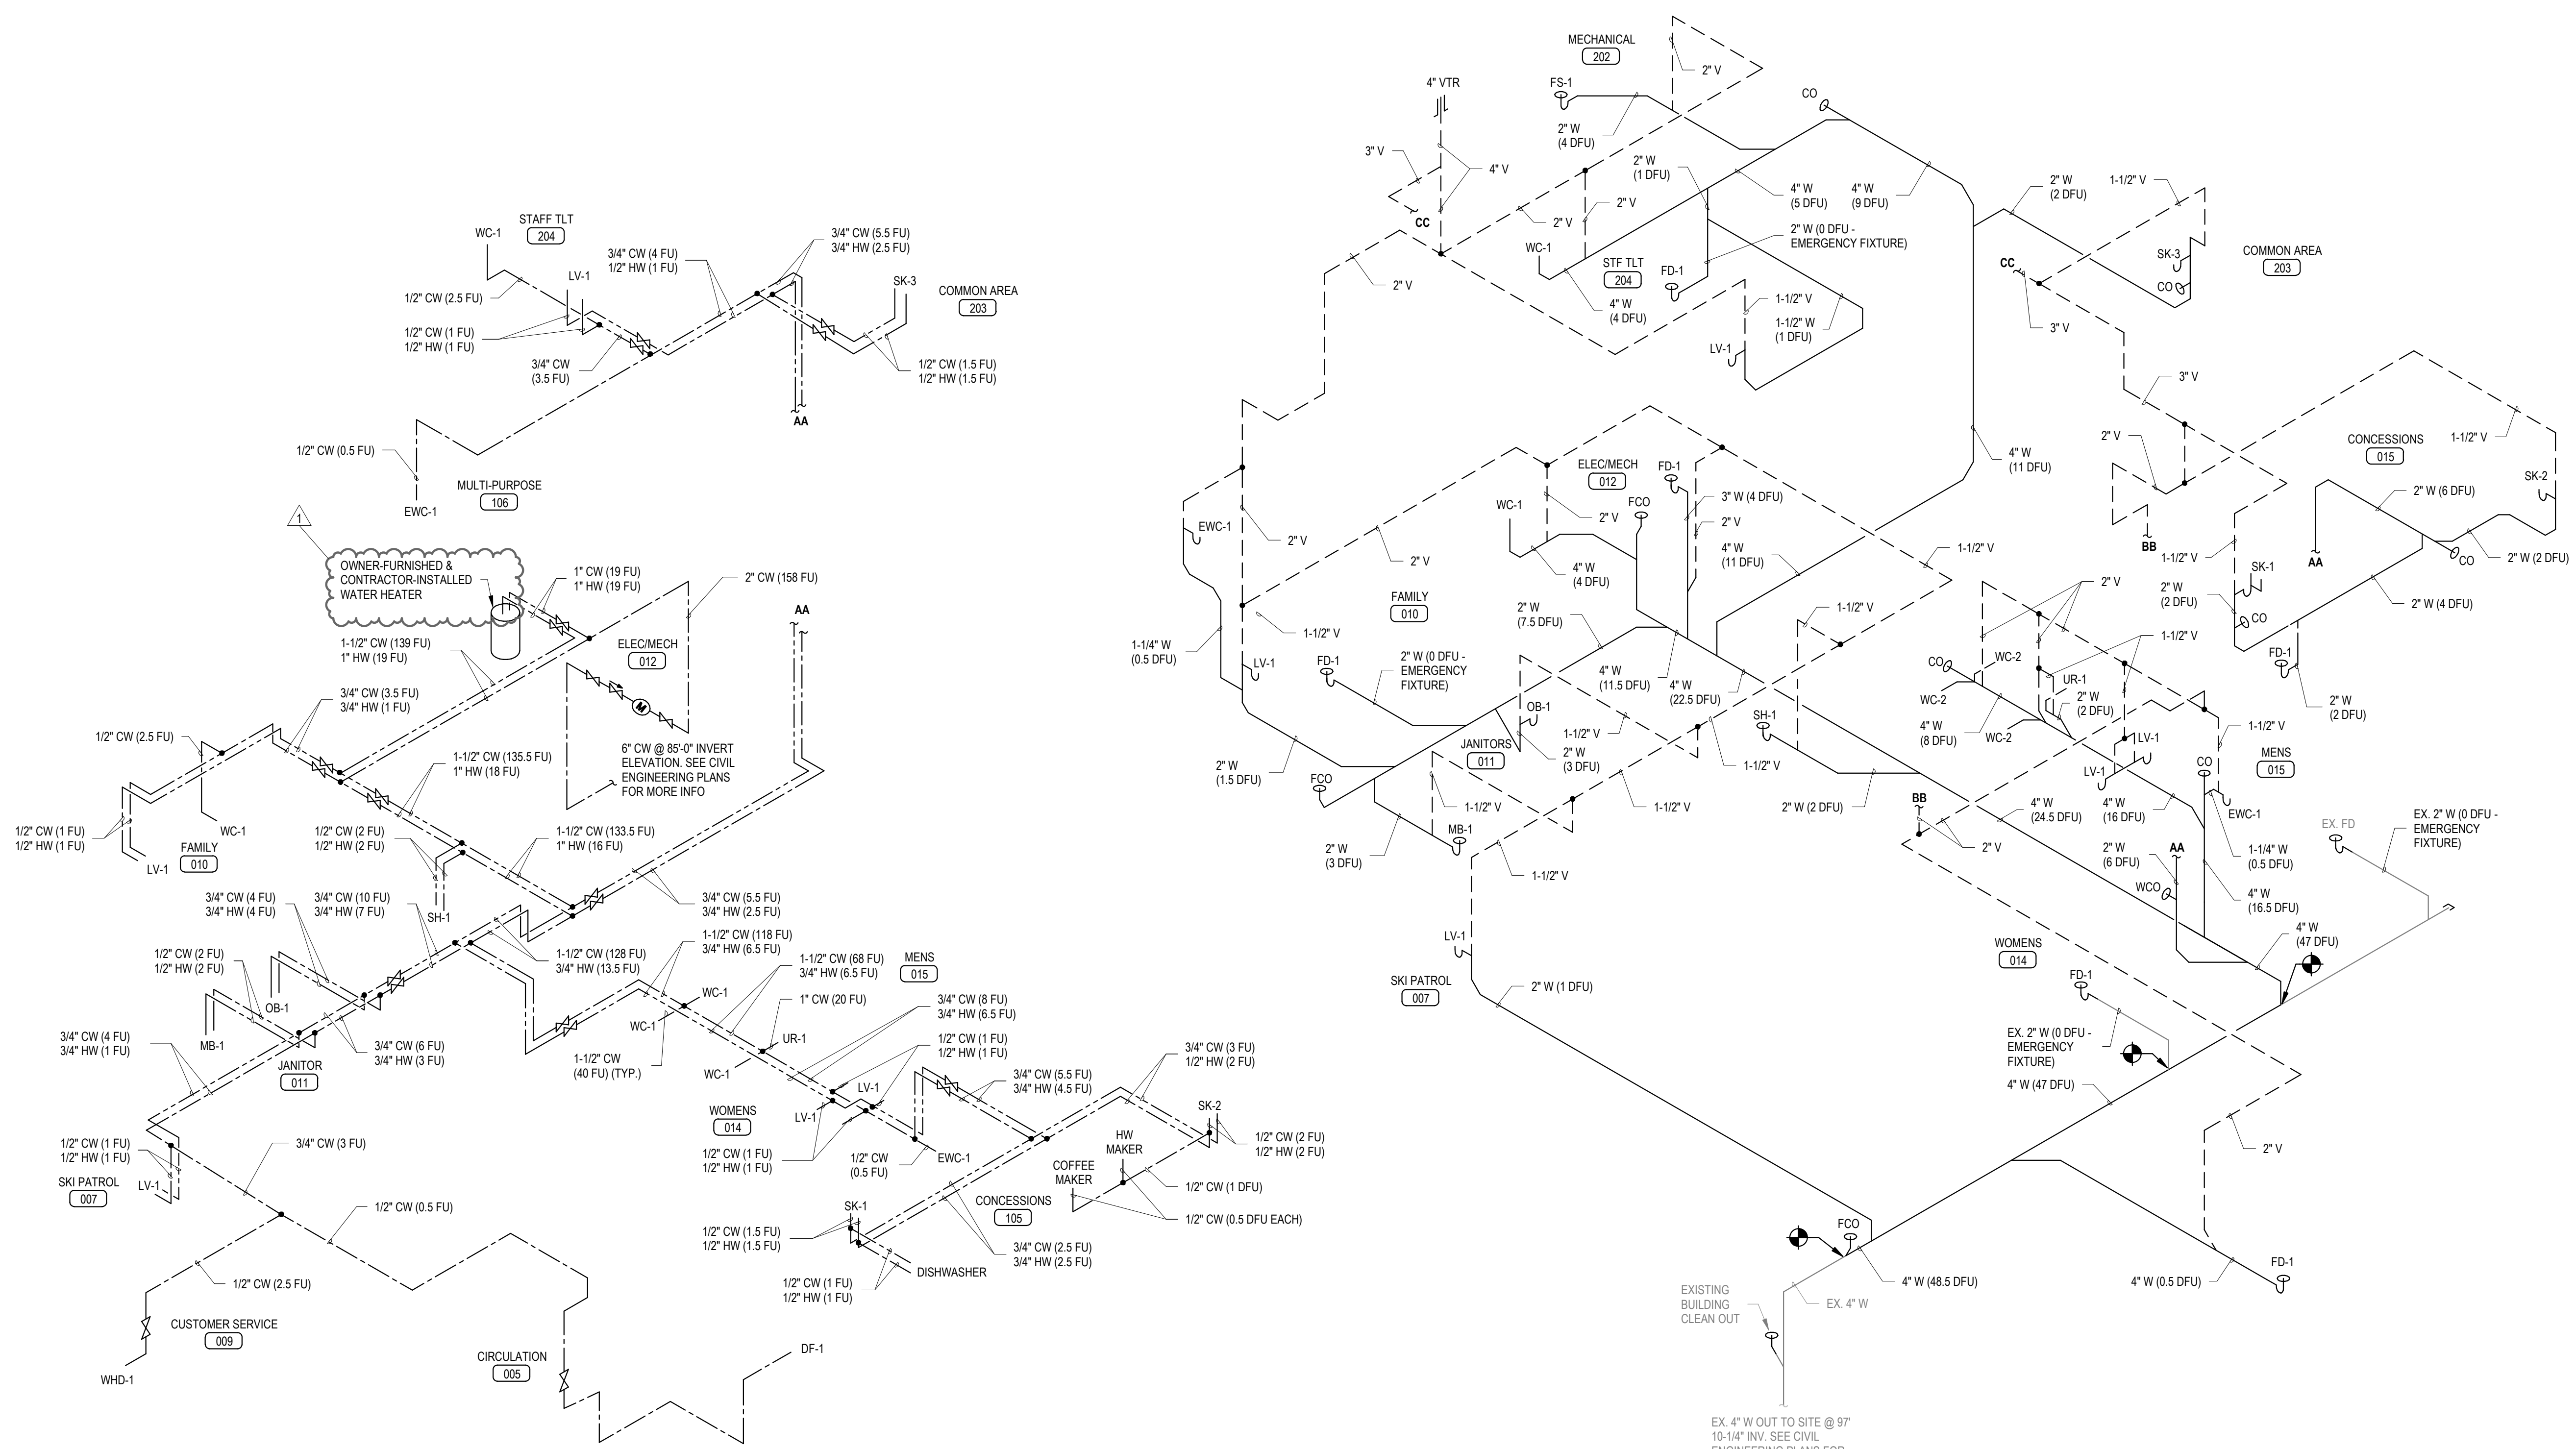 STAFF TLT
204
WC-1
LV-1
3/4" CW (4 FU)
1/2" HW (1 FU)
3/4" CW (5.5 FU)
3/4" HW (2.5 FU)
SK-3
COMMON AREA
203
1/2" CW (2.5 FU)
1/2" CW (1 FU)
1/2" HW (1 FU)
3/4" CW
(3.5 FU)
1/2" CW (1.5 FU)
1/2" HW (1.5 FU)
AA
1/2" CW (0.5 FU)
MULTI-PURPOSE
106
EWC-1
1
OWNER-FURNISHED &
CONTRACTOR-INSTALLED
WATER HEATER
1" CW (19 FU)
1" HW (19 FU)
2" CW (158 FU)
AA
1-1/2" CW (139 FU)
1" HW (19 FU)
ELEC/MECH
012
M
3/4" CW (3.5 FU)
3/4" HW (1 FU)
1/2" CW (2.5 FU)
1-1/2" CW (135.5 FU)
1" HW (18 FU)
6" CW @ 85'-0" INVERT
ELEVATION. SEE CIVIL
ENGINEERING PLANS
FOR MORE INFO
1/2" CW (1 FU)
1/2" HW (1 FU)
WC-1
FAMILY
010
LV-1
1/2" CW (2 FU)
1/2" HW (2 FU)
1-1/2" CW (133.5 FU)
1" HW (16 FU)
SH-1
3/4" CW (4 FU)
3/4" HW (4 FU)
3/4" CW (10 FU)
3/4" HW (7 FU)
3/4" CW (5.5 FU)
3/4" HW (2.5 FU)
1-1/2" CW (128 FU)
3/4" HW (13.5 FU)
1-1/2" CW (118 FU)
3/4" HW (6.5 FU)
1/2" CW (2 FU)
1/2" HW (2 FU)
OB-1
MB-1
1-1/2" CW (68 FU)
3/4" HW (6.5 FU)
MENS
015
WC-1
WC-1
1" CW (20 FU)
UR-1
WC-1
3/4" CW (8 FU)
3/4" HW (6.5 FU)
1-1/2" CW
(40 FU) (TYP.)
3/4" CW (4 FU)
3/4" HW (1 FU)
3/4" CW (6 FU)
3/4" HW (3 FU)
JANITOR
011
1/2" CW (1 FU)
1/2" HW (1 FU)
3/4" CW (5.5 FU)
3/4" HW (4.5 FU)
3/4" CW (3 FU)
1/2" HW (2 FU)
LV-1
LV-1
WOMENS
014
1/2" CW (1 FU)
1/2" HW (1 FU)
1/2" CW
(0.5 FU)
EWC-1
SK-2
1/2" CW (2 FU)
1/2" HW (2 FU)
HW
MAKER
COFFEE
MAKER
1/2" CW (1 DFU)
1/2" CW (0.5 DFU EACH)
1/2" CW (1 FU)
1/2" HW (1 FU)
SKI PATROL
007
LV-1
3/4" CW (3 FU)
1/2" CW (0.5 FU)
SK-1
1/2" CW (1.5 FU)
1/2" HW (1.5 FU)
CONCESSIONS
105
3/4" CW (2.5 FU)
3/4" HW (2.5 FU)
DISHWASHER
1/2" CW (1 FU)
1/2" HW (1 FU)
1/2" CW (2.5 FU)
CUSTOMER SERVICE
009
WHD-1
CIRCULATION
005
DF-1
MECHANICAL
202
2" V
4" VTR
FS-1
CO
2" W
(4 DFU)
3" V
4" V
2" W
(1 DFU)
4" W
(5 DFU)
4" W
(9 DFU)
2" W
(2 DFU)
1-1/2" V
2" V
2" V
CC
WC-1
STF TLT
204
FD-1
2" W (0 DFU -
EMERGENCY FIXTURE)
2" V
4" W
(4 DFU)
1-1/2" V
1-1/2" W
(1 DFU)
LV-1
SK-3
CO
COMMON AREA
203
CC
3" V
3" V
2" V
BB
CONCESSIONS
015
1-1/2" V
SK-2
2" W (6 DFU)
AA
CO
2" W (2 DFU)
1-1/2" V
2" W
(2 DFU)
SK-1
CO
2" W (4 DFU)
FD-1
2" W
(2 DFU)
ELEC/MECH
012
FD-1
FCO
WC-1
3" W (4 DFU)
2" V
2" V
4" W
(11 DFU)
4" W
(11 DFU)
4" W
(4 DFU)
2" V
EWC-1
2" V
1-1/2" V
FAMILY
010
2" W
(7.5 DFU)
1-1/2" V
1-1/2" V
1-1/4" W
(0.5 DFU)
LV-1
FD-1
2" W (0 DFU -
EMERGENCY
FIXTURE)
4" W
(11.5 DFU)
4" W
(22.5 DFU)
OB-1
1-1/2" V
1-1/2" V
SH-1
JANITORS
011
2" W
(3 DFU)
2" W
(1.5 DFU)
FCO
1-1/2" V
1-1/2" V
2" W
(3 DFU)
MB-1
1-1/2" V
2" W (2 DFU)
2" V
1-1/2" V
CO
WC-2
WC-2
UR-1
2" W
(2 DFU)
4" W
(8 DFU)
WC-2
LV-1
LV-1
1-1/2" V
MENS
015
CO
EWC-1
4" W
(16 DFU)
1-1/4" W
(0.5 DFU)
BB
2" V
4" W
(24.5 DFU)
2" W
(6 DFU)
AA
WCO
4" W
(16.5 DFU)
4" W
(47 DFU)
EX. FD
EX. 2" W (0 DFU -
EMERGENCY
FIXTURE)
LV-1
SKI PATROL
007
2" W (1 DFU)
WOMENS
014
FD-1
EX. 2" W (0 DFU -
EMERGENCY
FIXTURE)
4" W (47 DFU)
2" V
FCO
4" W (48.5 DFU)
4" W (0.5 DFU)
FD-1
EX. 4" W
EXISTING
BUILDING
CLEAN OUT
EX. 4" W OUT TO SITE @ 97'
10-1/4" INV. SEE CIVIL
ENGINEERING PLANS FOR